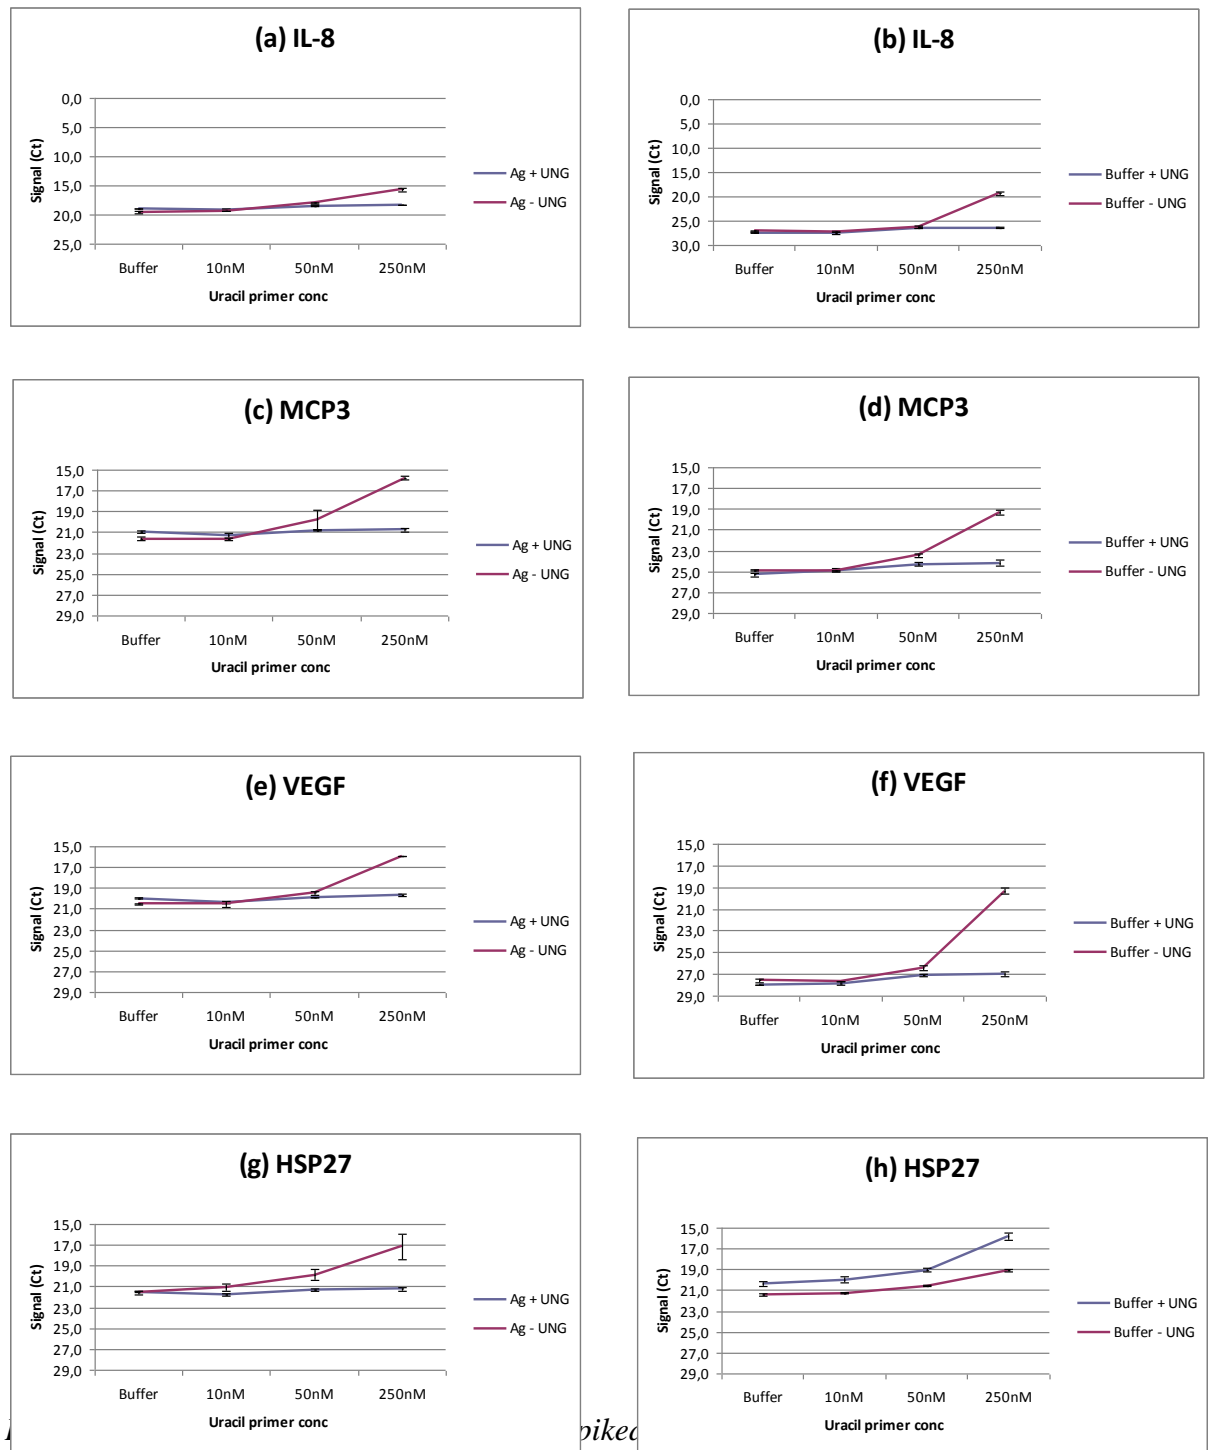 (a) IL-8
0,0
5,0
10,0
15,0
20,0
25,0
Signal (Ct)
Buffer 10nM 50nM 250nM
Uracil primer conc
Ag + UNG
Ag - UNG
(b) IL-8
0,0
5,0
10,0
15,0
20,0
25,0
30,0
Signal (Ct)
Buffer 10nM 50nM 250nM
Uracil primer conc
Buffer + UNG
Buffer - UNG
(c) MCP3
15,0
17,0
19,0
21,0
23,0
25,0
27,0
29,0
Signal (Ct)
Buffer 10nM 50nM 250nM
Uracil primer conc
Ag + UNG
Ag - UNG
(d) MCP3
15,0
17,0
19,0
21,0
23,0
25,0
27,0
29,0
Signal (Ct)
Buffer 10nM 50nM 250nM
Uracil primer conc
Buffer + UNG
Buffer - UNG
(e) VEGF
15,0
17,0
19,0
21,0
23,0
25,0
27,0
29,0
Signal (Ct)
Buffer 10nM 50nM 250nM
Uracil primer conc
Ag + UNG
Ag - UNG
(f) VEGF
15,0
17,0
19,0
21,0
23,0
25,0
27,0
29,0
Signal (Ct)
Buffer 10nM 50nM 250nM
Uracil primer conc
Buffer + UNG
Buffer - UNG
(g) HSP27
15,0
17,0
19,0
21,0
23,0
25,0
27,0
29,0
Signal (Ct)
Buffer 10nM 50nM 250nM
Uracil primer conc
Ag + UNG
Ag - UNG
(h) HSP27
15,0
17,0
19,0
21,0
23,0
25,0
27,0
29,0
Signal (Ct)
Buffer 10nM 50nM 250nM
Uracil primer conc
Buffer + UNG
Buffer - UNG